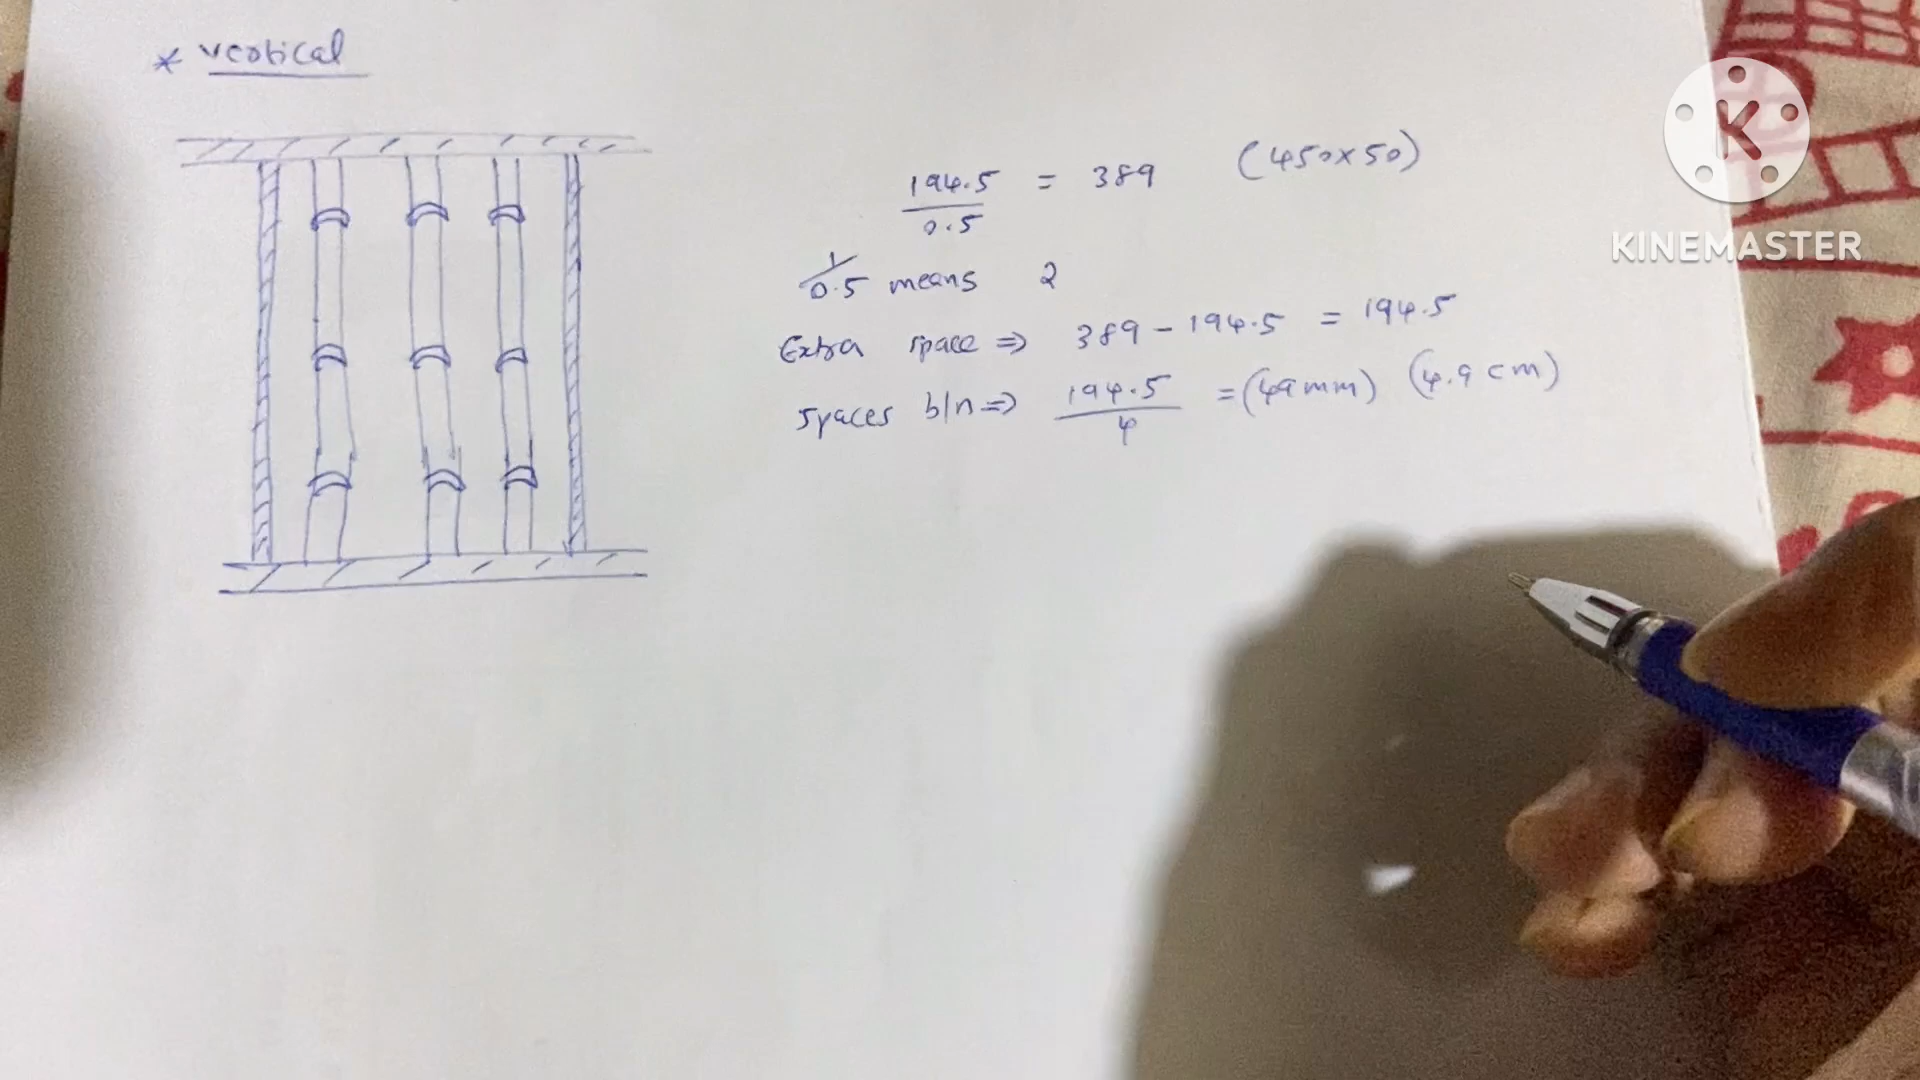 * vertical
194.5 / 0.5 = 389 (450x50)
1/0.5 means 2
Extra space ⇒ 389 - 194.5 = 194.5
Spaces b/n ⇒ 194.5 / 4 = (49mm) (4.9cm)
K
KINEMASTER